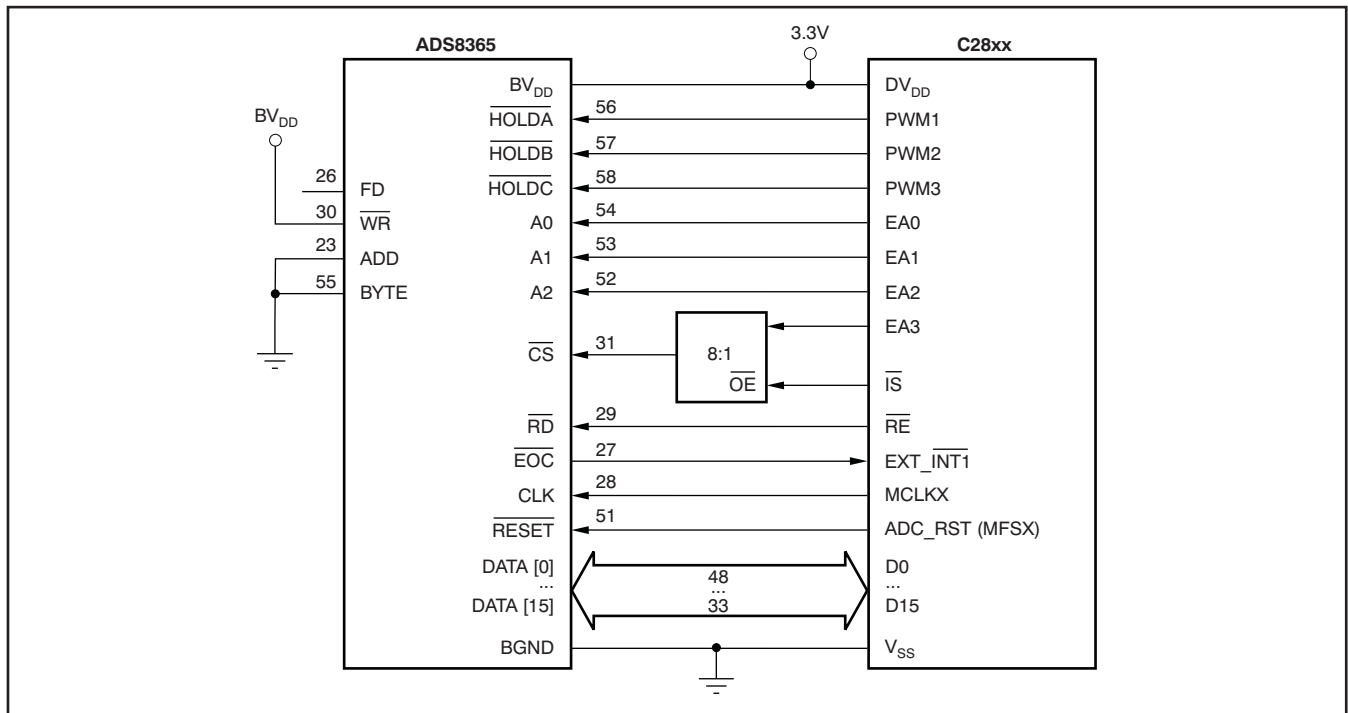 3.3V
ADS8365
C28xx
BVDD
DVDD
HOLDA
56
PWM1
BVDD
HOLDB
57
PWM2
26
FD
HOLDC
58
PWM3
30
WR
A0
54
EA0
23
ADD
A1
53
EA1
55
BYTE
A2
52
EA2
EA3
CS
31
8:1
OE
IS
RD
29
RE
EOC
27
EXT_INT1
CLK
28
MCLKX
RESET
51
ADC_RST (MFSX)
DATA [0]
48
D0
...
...
...
DATA [15]
33
D15
BGND
VSS